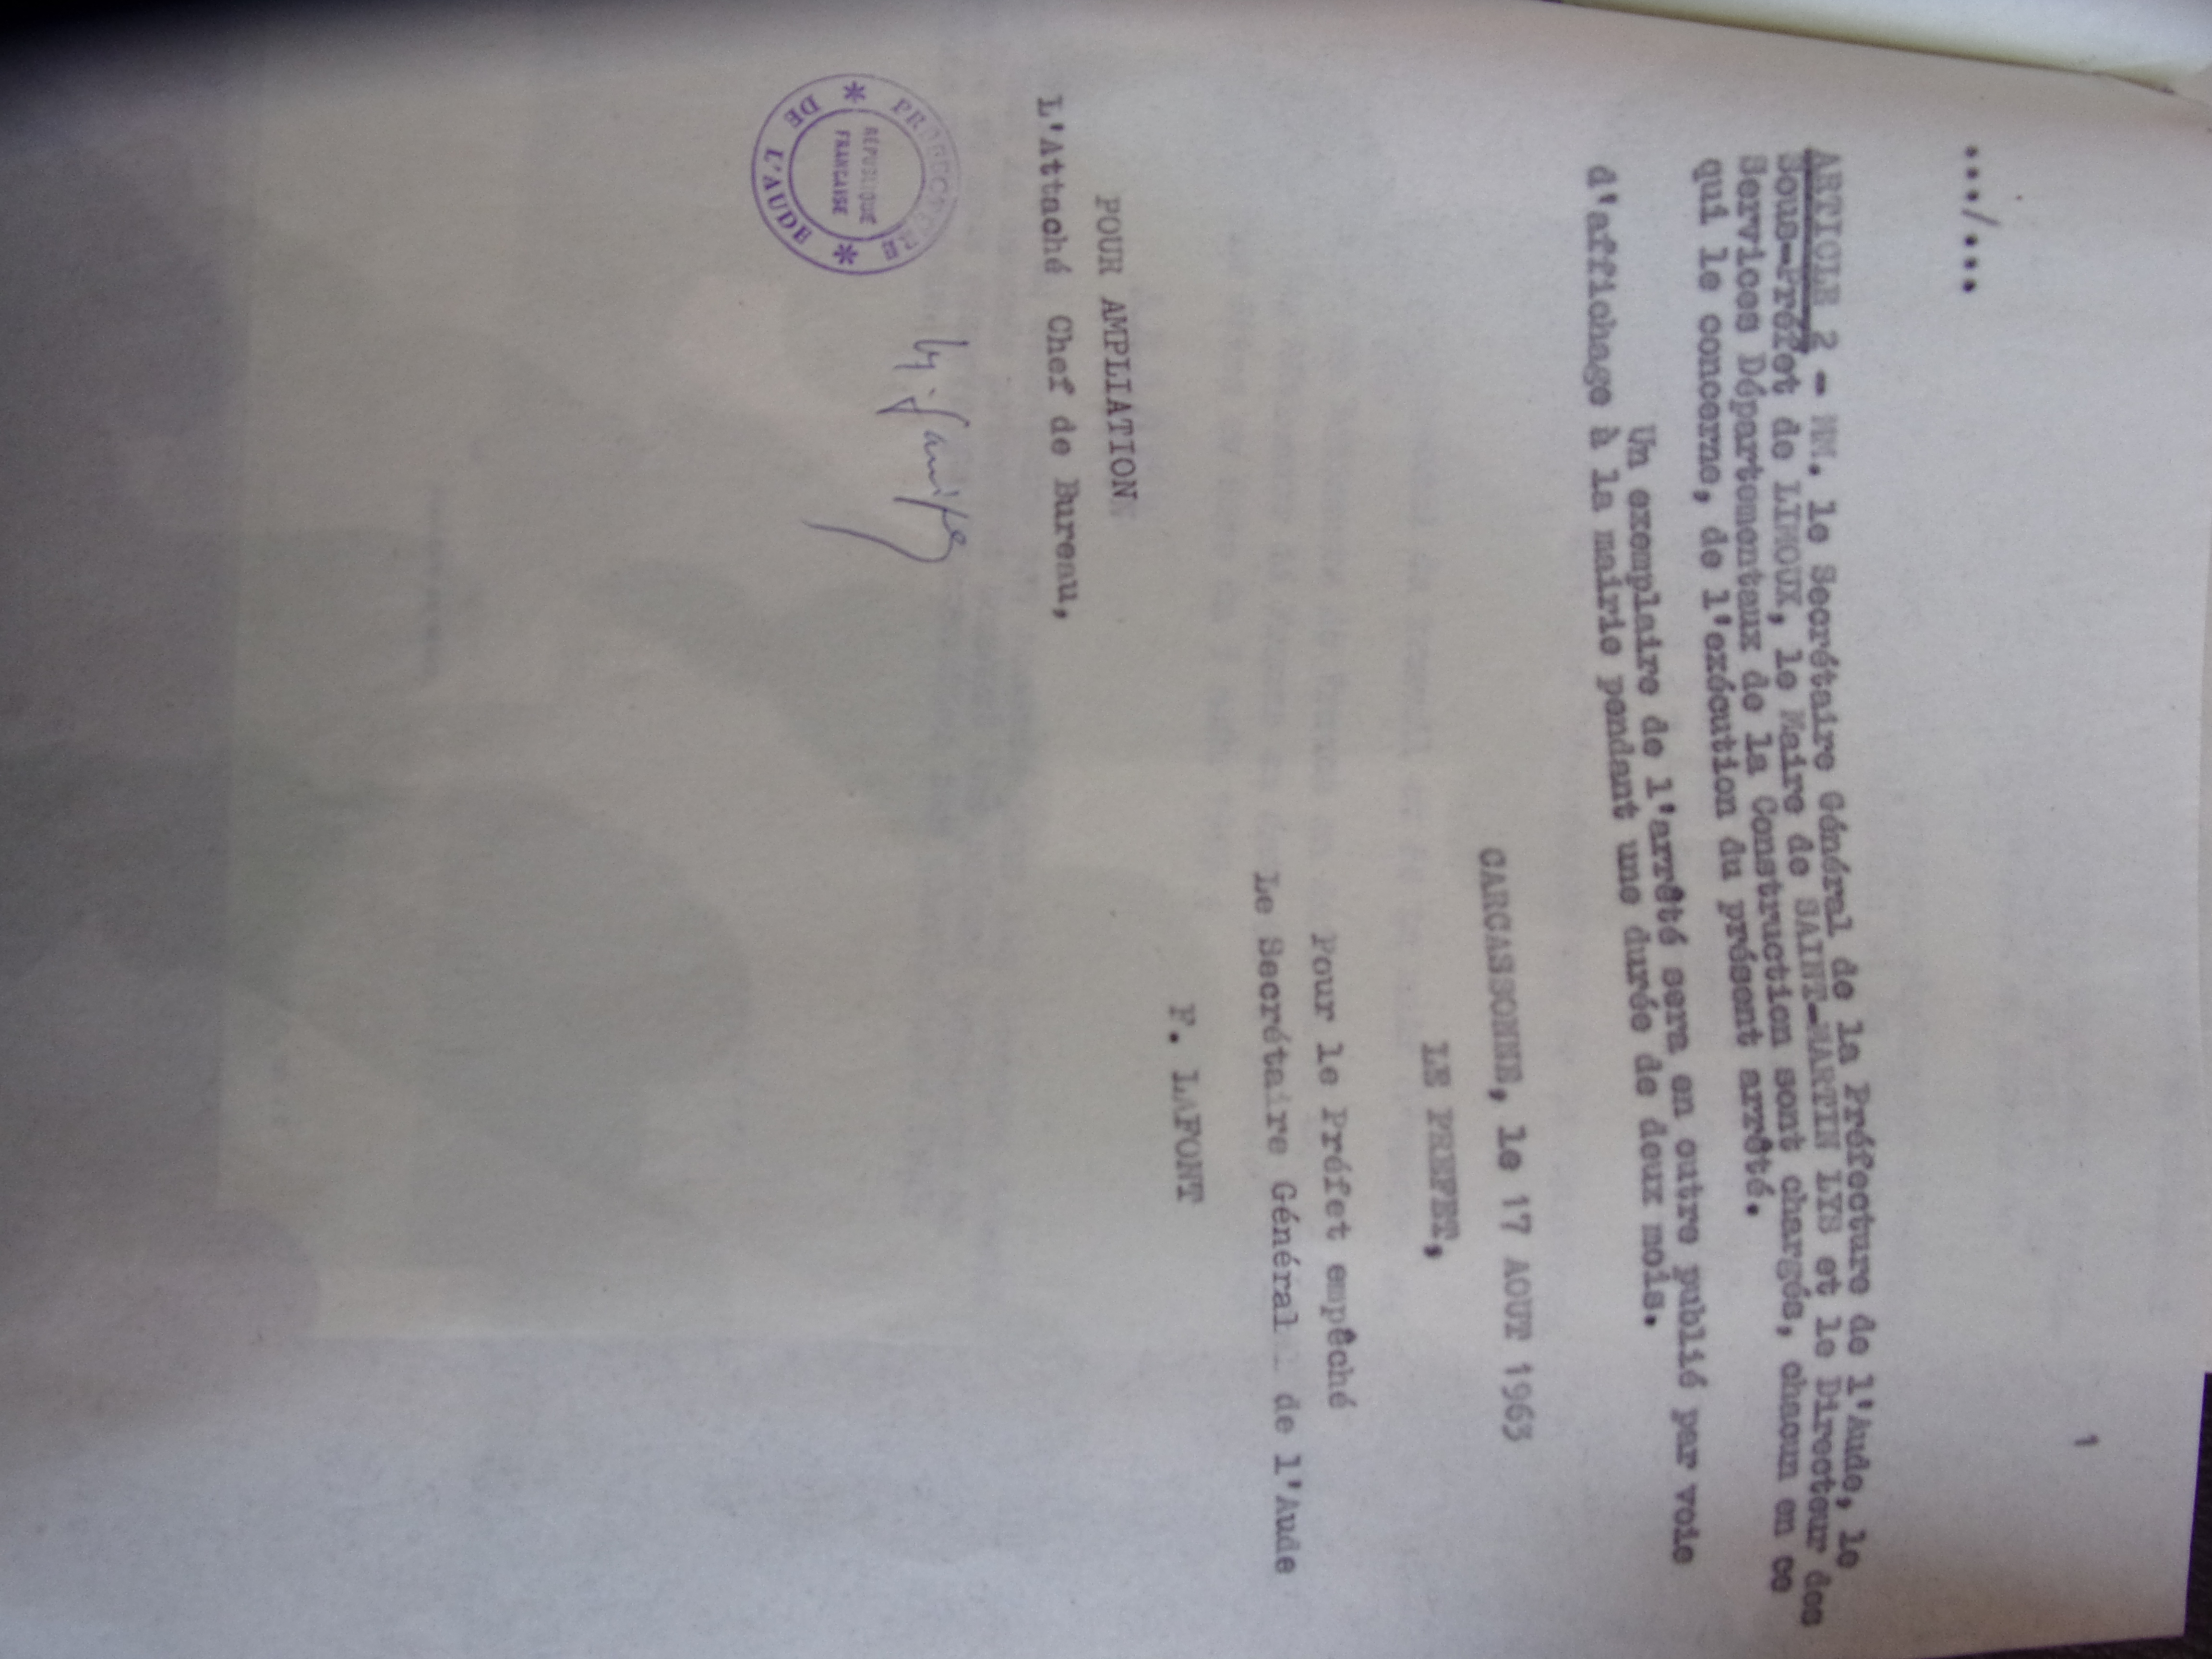 1
.../...
ARTICLE 2 - MM. le Secrétaire Général de la Préfecture de l'Aude, le
Sous-Préfet de LIMOUX, le Maire de SAINT-MARTIN LYS et le Directeur des
Services Départementaux de la Construction sont chargés, chacun en ce
qui le concerne, de l'exécution du présent arrêté.
Un exemplaire de l'arrêté sera en outre publié par voie
d'affichage à la mairie pendant une durée de deux mois.
CARCASSONNE, le 17 AOUT 1963
LE PREFET,
Pour le Préfet empêché
Le Secrétaire Général de l'Aude
F. LAFONT
POUR AMPLIATION
L'Attaché Chef de Bureau,
PREFECTURE
RÉPUBLIQUE
FRANCAISE
DE L'AUDE